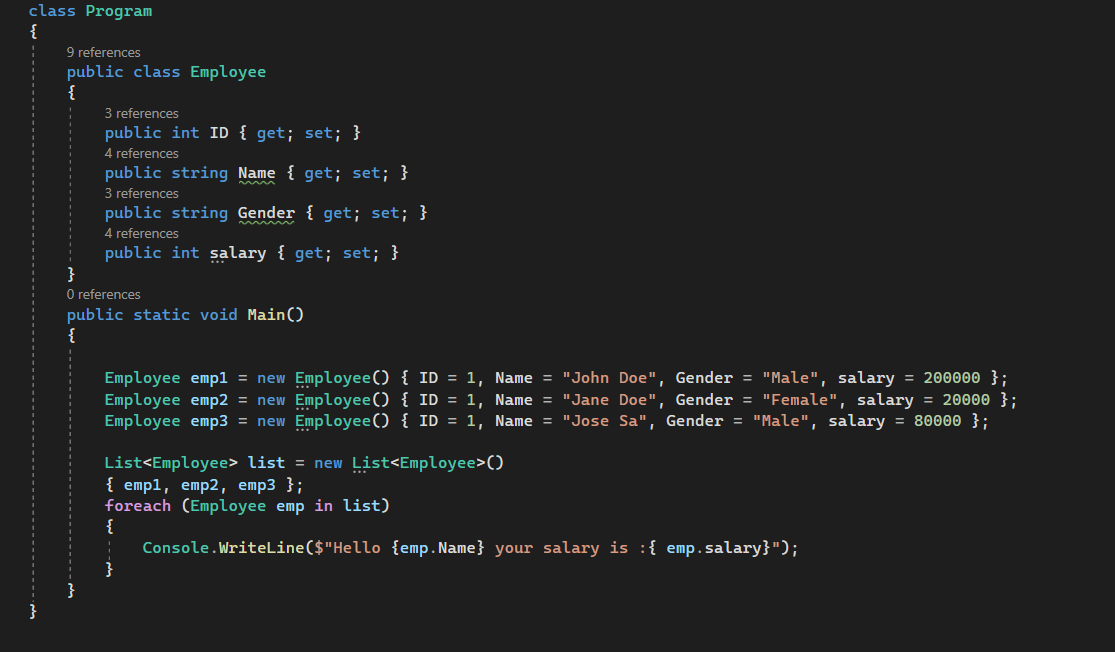 class Program
{
9 references
public class Employee
{
3 references
public int ID { get; set; }
4 references
public string Name { get; set; }
3 references
public string Gender { get; set; }
4 references
public int salary { get; set; }
}
0 references
public static void Main()
{
Employee emp1 = new Employee() { ID = 1, Name = "John Doe", Gender = "Male", salary = 200000 };
Employee emp2 = new Employee() { ID = 1, Name = "Jane Doe", Gender = "Female", salary = 20000 };
Employee emp3 = new Employee() { ID = 1, Name = "Jose Sa", Gender = "Male", salary = 80000 };
List<Employee> list = new List<Employee>()
{ emp1, emp2, emp3 };
foreach (Employee emp in list)
{
Console.WriteLine($"Hello {emp.Name} your salary is :{ emp.salary}");
}
}
}